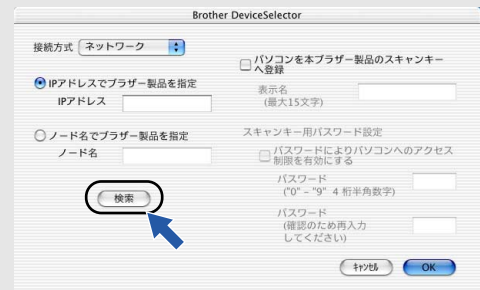 Brother DeviceSelector
接続方式 ネットワーク
IPアドレスでブラザー製品を指定
IPアドレス
ノード名でブラザー製品を指定
ノード名
検索
パソコンを本ブラザー製品のスキャンキー
へ登録
表示名
(最大15文字)
スキャンキー用パスワード設定
パスワードによりパソコンへのアクセス
制限を有効にする
パスワード
("0" – "9" 4 桁半角数字)
パスワード
(確認のため再入力
してください)
キャンセル OK